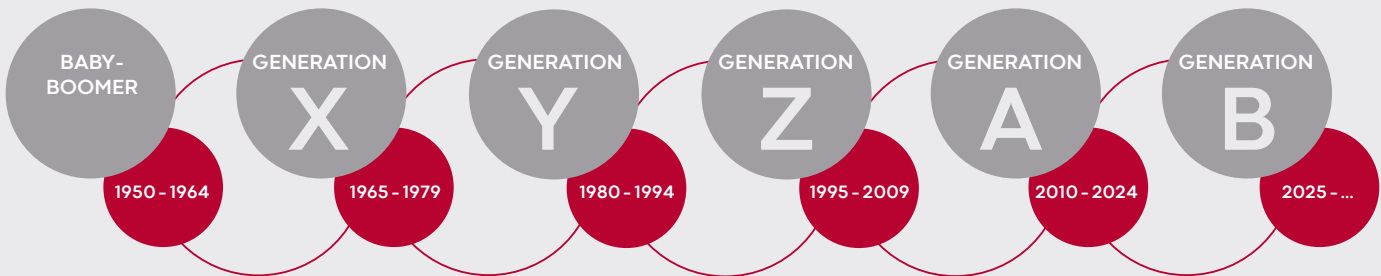 BABY-
BOOMER
1950 - 1964
GENERATION
X
1965 - 1979
GENERATION
Y
1980 - 1994
GENERATION
Z
1995 - 2009
GENERATION
A
2010 - 2024
GENERATION
B
2025 - ...